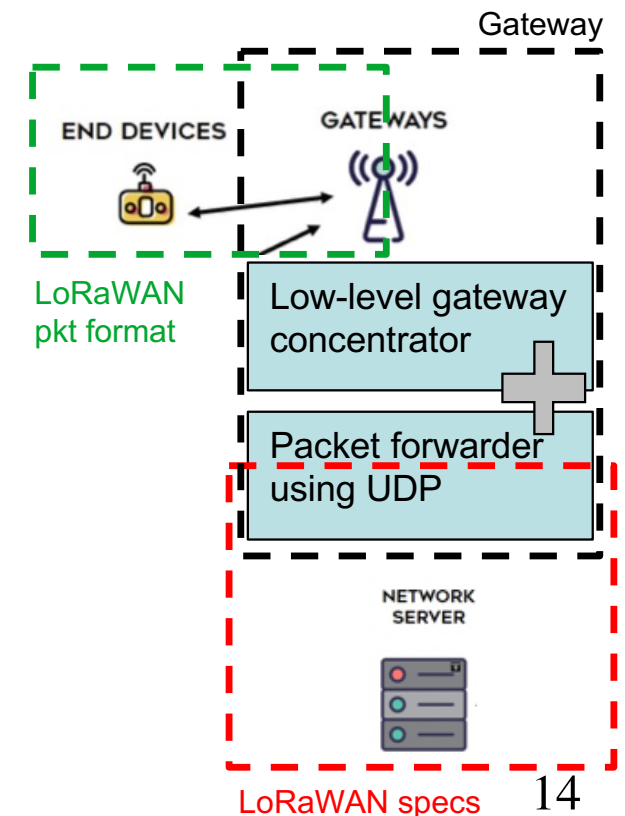 Gateway
END DEVICES
GATEWAYS
LoRaWAN
pkt format
Low-level gateway
concentrator
Packet forwarder
using UDP
NETWORK
SERVER
LoRaWAN specs
14